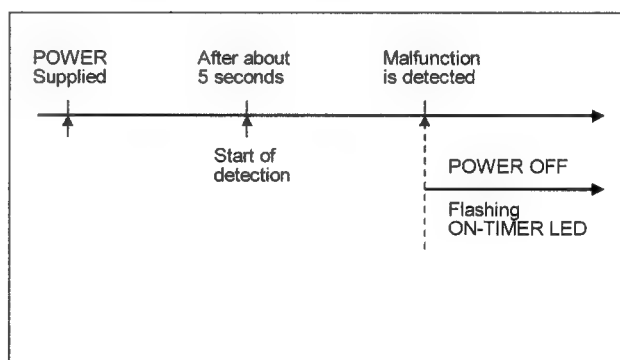 POWER
Supplied
After about
5 seconds
Malfunction
is detected
Start of
detection
POWER OFF
Flashing
ON-TIMER LED